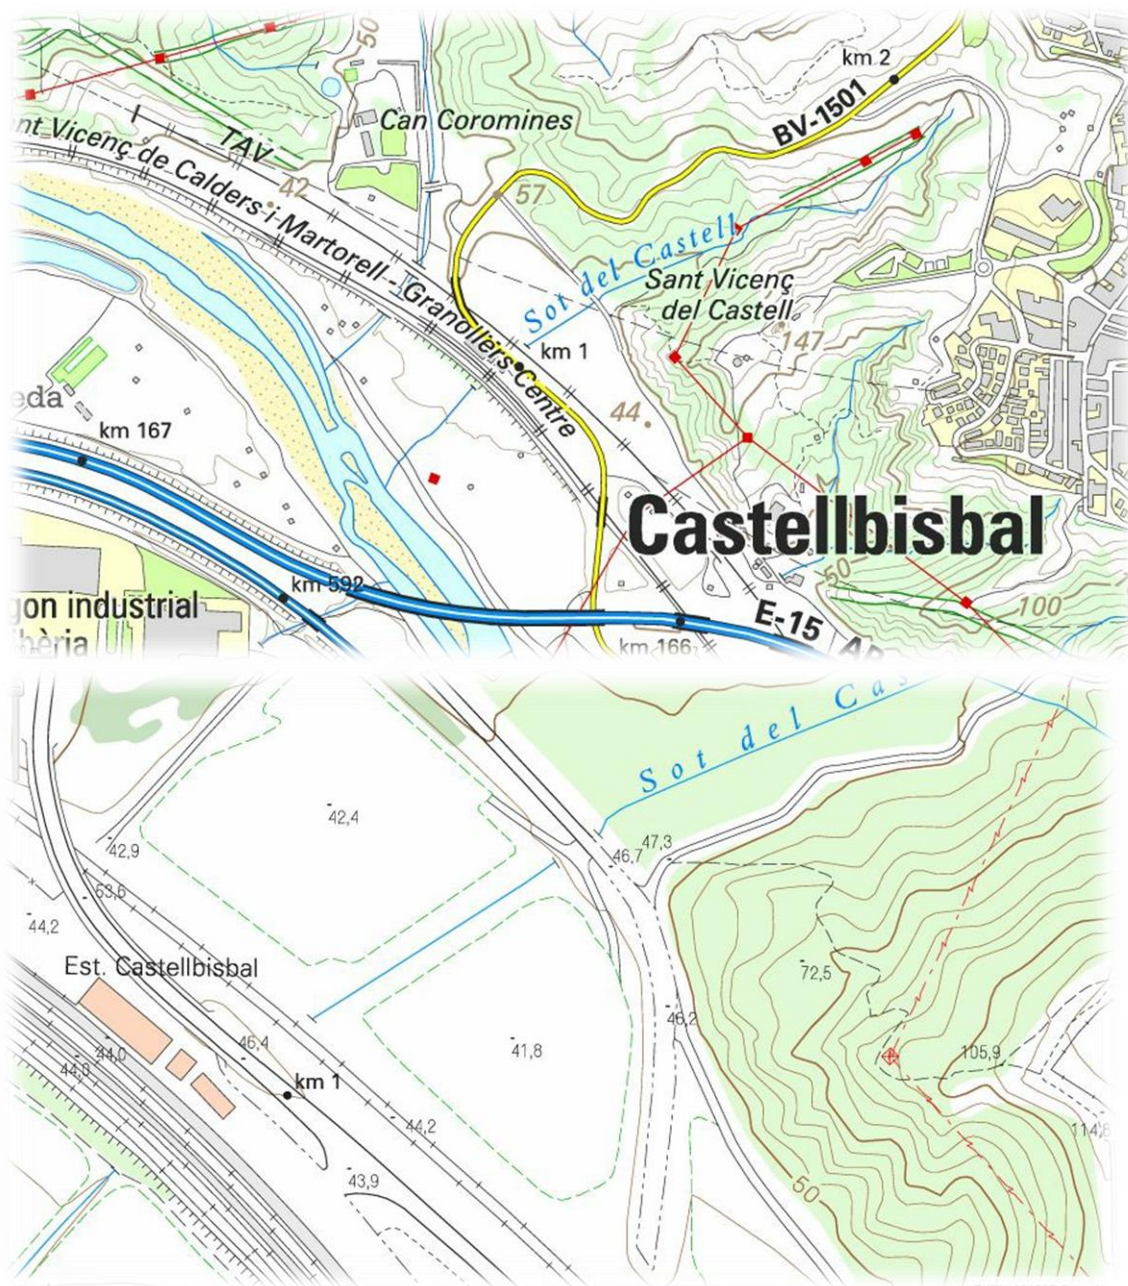 km 2
50
BV-1501
Can Coromines
nt Vicenç de Calders i Martorell - Granollers Centre
TAV
42
57
Sot del Castell
Sant Vicenç
del Castell
147
km 1
eda
44
km 167
Castellbisbal
50
km 592
100
gon industrial
E-15
km 166
Sot del Cas
42,4
47,3
46,7
42,9
53,6
44,2
Est. Castellbisbal
72,5
46,2
46,4
41,8
105,9
44,0
44,0
km 1
44,2
114,8
43,9
50